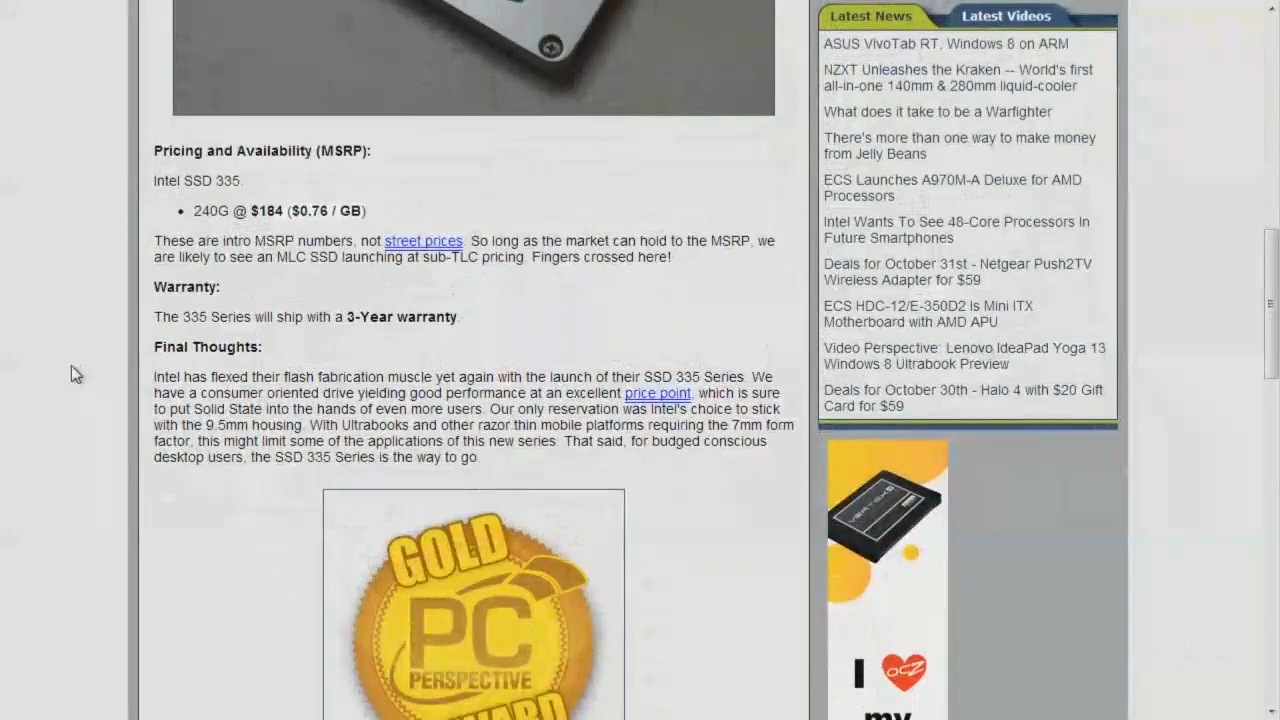 Pricing and Availability (MSRP):
Intel SSD 335:
240G @ $184 ($0.76 / GB)
These are intro MSRP numbers, not street prices. So long as the market can hold to the MSRP, we
are likely to see an MLC SSD launching at sub-TLC pricing. Fingers crossed here!
Warranty:
The 335 Series will ship with a 3-Year warranty.
Final Thoughts:
Intel has flexed their flash fabrication muscle yet again with the launch of their SSD 335 Series. We
have a consumer oriented drive yielding good performance at an excellent price point, which is sure
to put Solid State into the hands of even more users. Our only reservation was Intel's choice to stick
with the 9.5mm housing. With Ultrabooks and other razor thin mobile platforms requiring the 7mm form
factor, this might limit some of the applications of this new series. That said, for budged conscious
desktop users, the SSD 335 Series is the way to go.
GOLD
PC
PERSPECTIVE
AWARD
Latest News
Latest Videos
ASUS VivoTab RT, Windows 8 on ARM
NZXT Unleashes the Kraken -- World's first
all-in-one 140mm & 280mm liquid-cooler
What does it take to be a Warfighter
There's more than one way to make money
from Jelly Beans
ECS Launches A970M-A Deluxe for AMD
Processors
Intel Wants To See 48-Core Processors In
Future Smartphones
Deals for October 31st - Netgear Push2TV
Wireless Adapter for $59
ECS HDC-12/E-350D2 Is Mini ITX
Motherboard with AMD APU
Video Perspective: Lenovo IdeaPad Yoga 13
Windows 8 Ultrabook Preview
Deals for October 30th - Halo 4 with $20 Gift
Card for $59
VERTEX 4
I OCZ
my